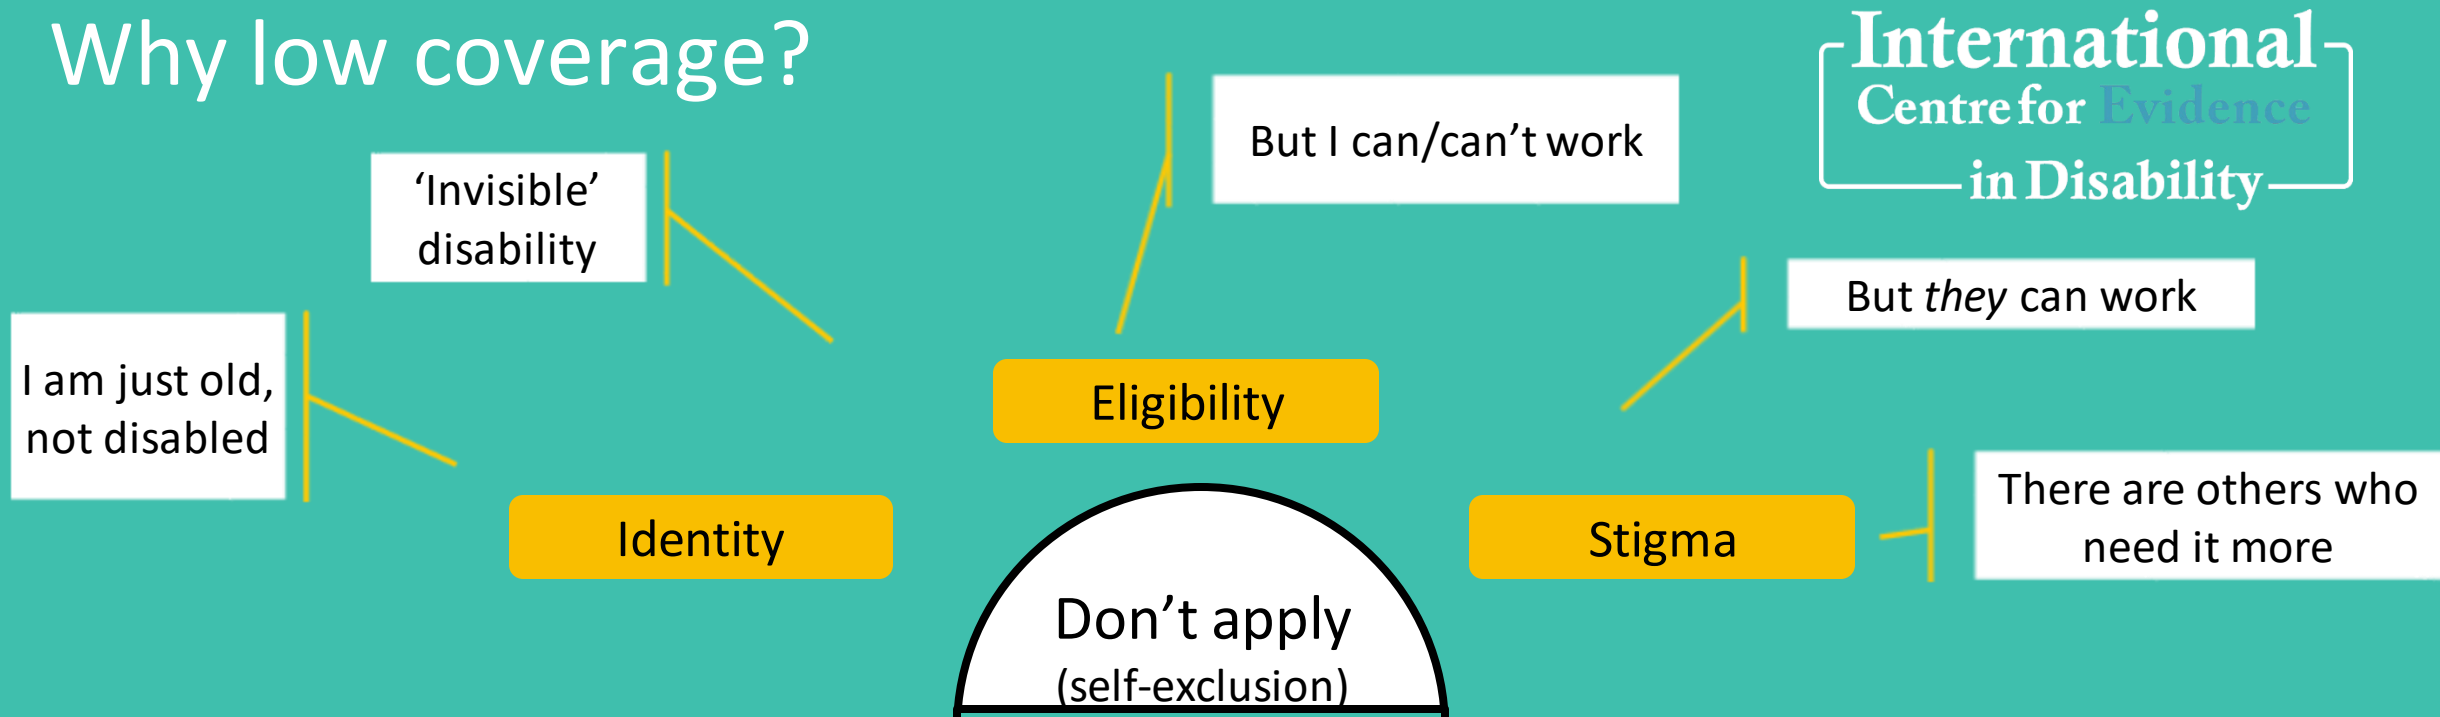 Why low coverage?
International
Centre for Evidence
in Disability
But I can/can’t work
‘Invisible’
disability
But they can work
I am just old,
not disabled
Eligibility
There are others who
need it more
Identity
Stigma
Don’t apply
(self-exclusion)